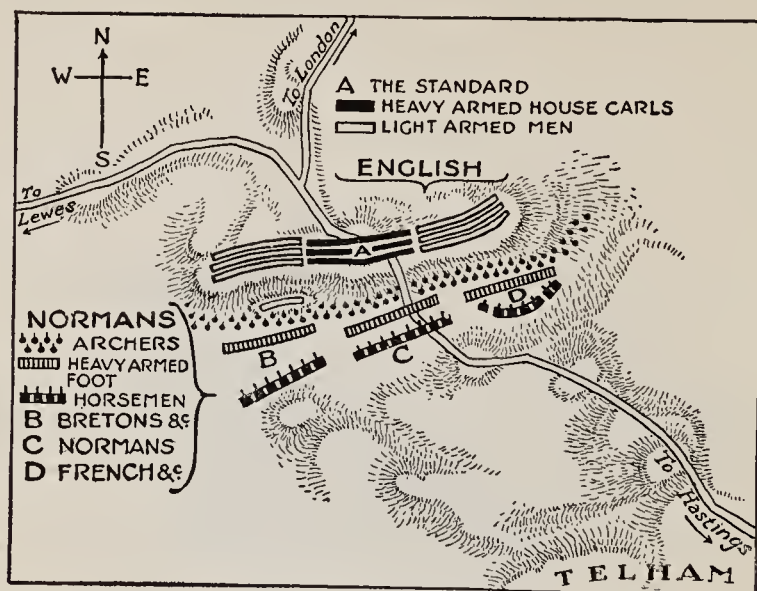 N
W E
S
To London
A THE STANDARD
HEAVY ARMED HOUSE CARLS
LIGHT ARMED MEN
ENGLISH
To
Lewes
A
NORMANS
ARCHERS
HEAVY ARMED
FOOT
HORSEMEN
B BRETONS &c
C NORMANS
D FRENCH &c
B
C
D
To Hastings
TELHAM